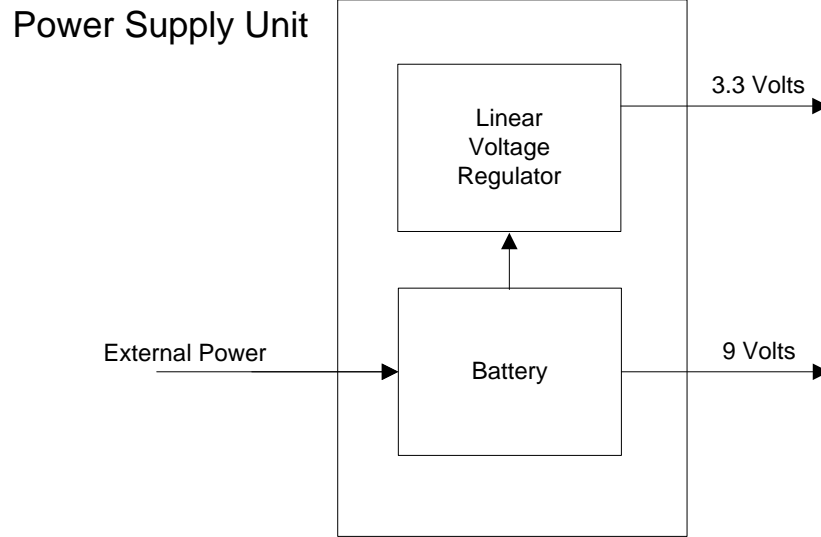 Power Supply Unit
3.3 Volts
Linear
Voltage
Regulator
External Power
Battery
9 Volts